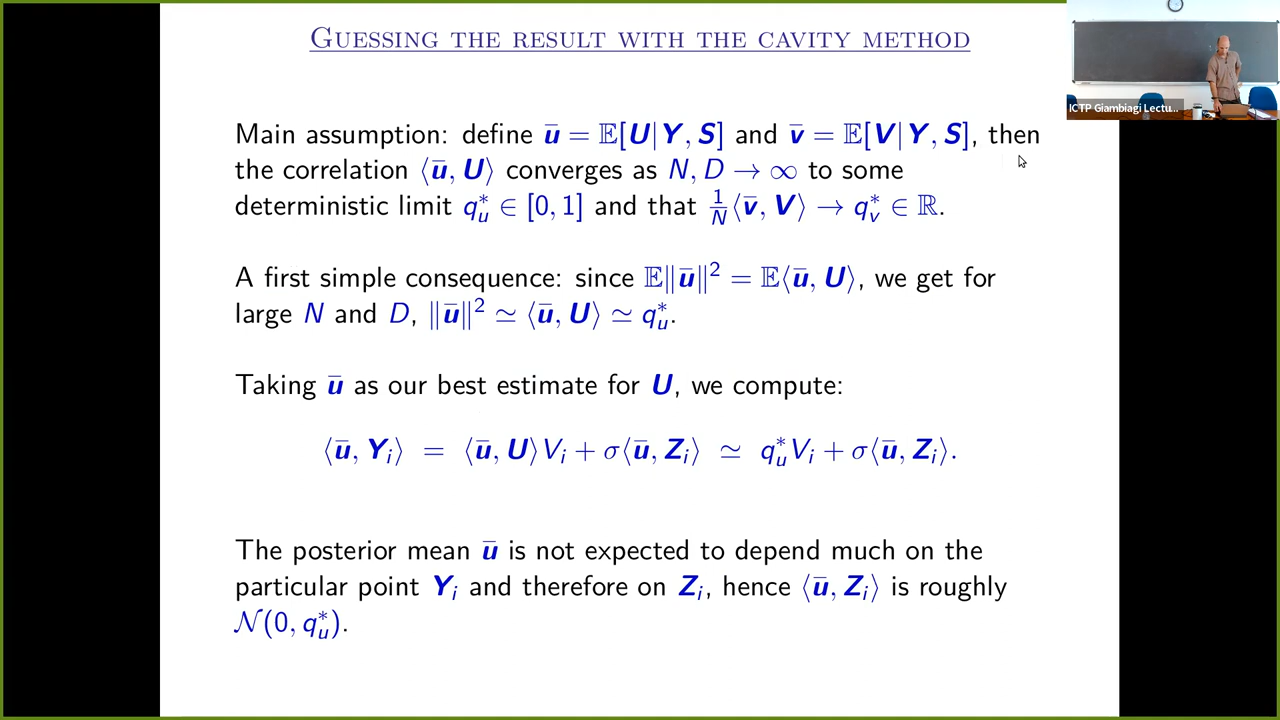 GUESSING THE RESULT WITH THE CAVITY METHOD
ICTP Giambiagi Lectu...
Main assumption: define ū = 𝔼[U|Y, S] and v̄ = 𝔼[V|Y, S], then
the correlation ⟨ū, U⟩ converges as N, D → ∞ to some
deterministic limit q*_u ∈ [0, 1] and that 1/N⟨v̄, V⟩ → q*_v ∈ ℝ.
A first simple consequence: since 𝔼‖ū‖² = 𝔼⟨ū, U⟩, we get for
large N and D, ‖ū‖² ≃ ⟨ū, U⟩ ≃ q*_u.
Taking ū as our best estimate for U, we compute:
⟨ū, Y_i⟩ = ⟨ū, U⟩V_i + σ⟨ū, Z_i⟩ ≃ q*_u V_i + σ⟨ū, Z_i⟩.
The posterior mean ū is not expected to depend much on the
particular point Y_i and therefore on Z_i, hence ⟨ū, Z_i⟩ is roughly
𝒩(0, q*_u).